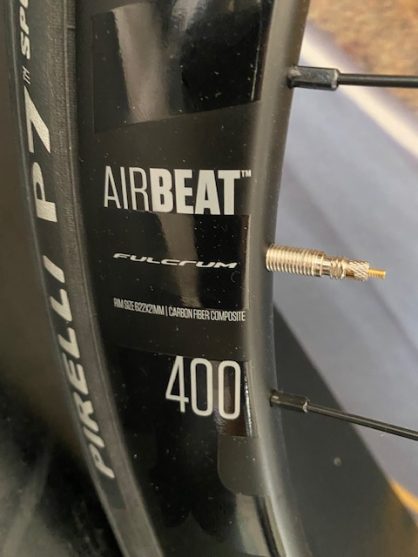 AIRBEAT™
FULCRUM
RIM SIZE 622X21MM | CARBON FIBER COMPOSITE
400
PIRELLI P7™